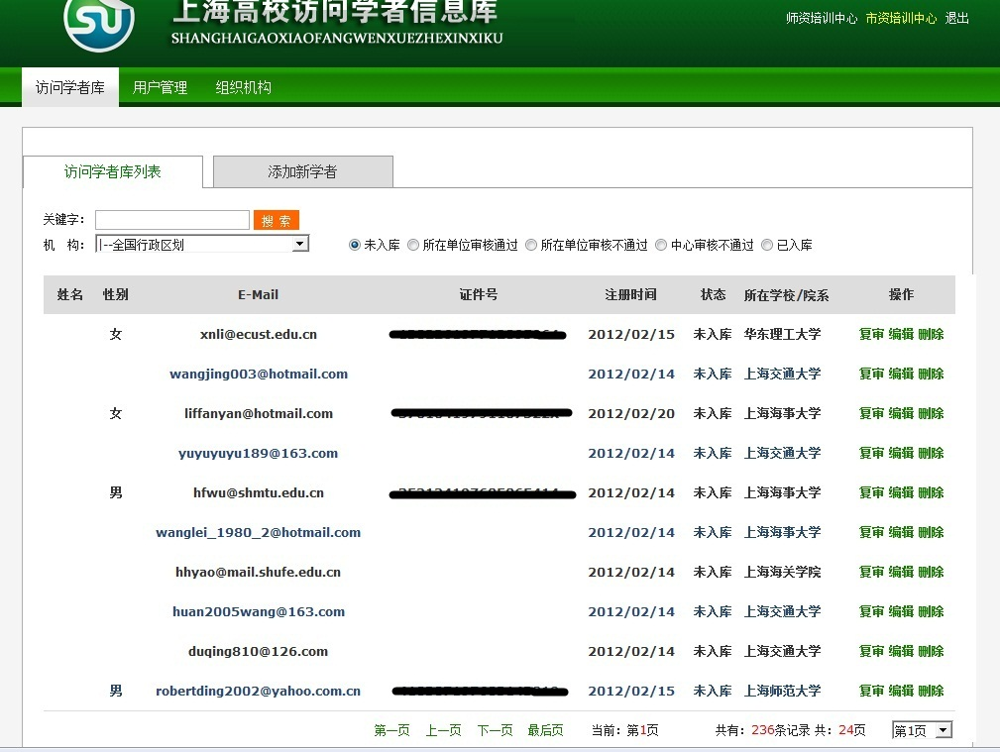 SU
上海高校访问学者信息库
SHANGHAIGAOXIAOFANGWENXUEZHEXINXIKU
师资培训中心 市资培训中心 退出
访问学者库 用户管理 组织机构
访问学者库列表 添加新学者
关键字： 搜 索
机 构： |--全国行政区划 未入库 所在单位审核通过 所在单位审核不通过 中心审核不通过 已入库
姓名 性别 E-Mail 证件号 注册时间 状态 所在学校/院系 操作
女 xnli@ecust.edu.cn 2012/02/15 未入库 华东理工大学 复审 编辑 删除
wangjing003@hotmail.com 2012/02/14 未入库 上海交通大学 复审 编辑 删除
女 liffanyan@hotmail.com 2012/02/20 未入库 上海海事大学 复审 编辑 删除
yuyuyuyu189@163.com 2012/02/14 未入库 上海交通大学 复审 编辑 删除
男 hfwu@shmtu.edu.cn 2012/02/14 未入库 上海海事大学 复审 编辑 删除
wanglei_1980_2@hotmail.com 2012/02/14 未入库 上海海事大学 复审 编辑 删除
hhyao@mail.shufe.edu.cn 2012/02/14 未入库 上海海关学院 复审 编辑 删除
huan2005wang@163.com 2012/02/14 未入库 上海交通大学 复审 编辑 删除
duqing810@126.com 2012/02/14 未入库 上海交通大学 复审 编辑 删除
男 robertding2002@yahoo.com.cn 2012/02/15 未入库 上海师范大学 复审 编辑 删除
第一页 上一页 下一页 最后页 当前：第1页 共有：236条记录 共：24页 第1页